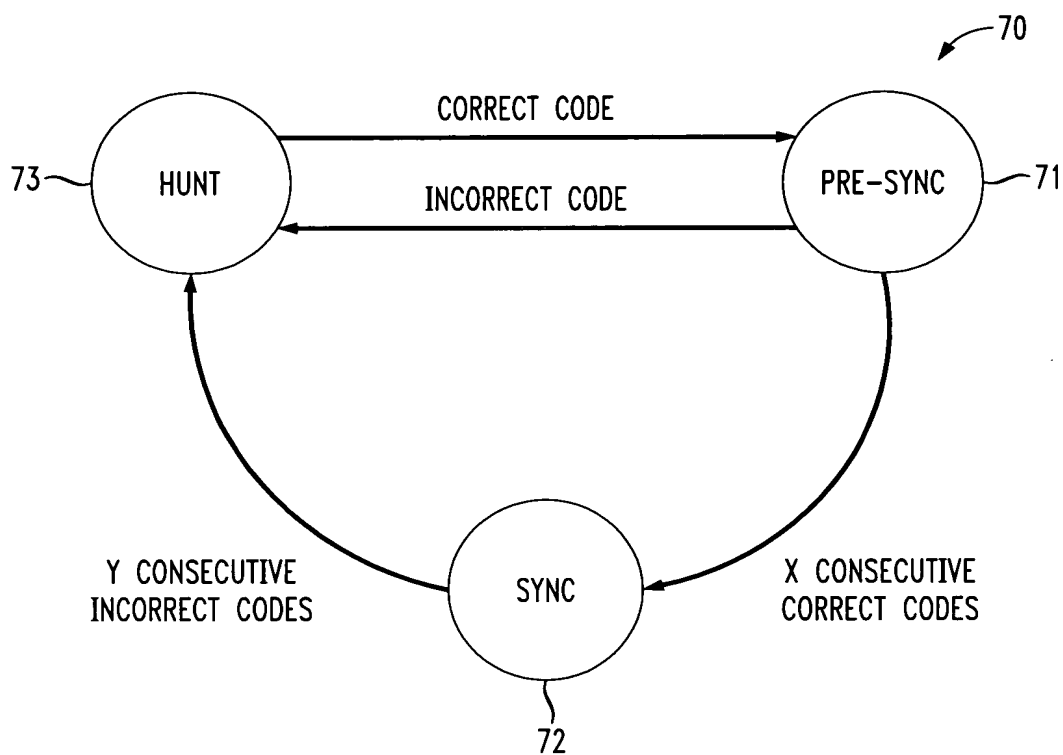 70
CORRECT CODE
73
HUNT
PRE-SYNC
71
INCORRECT CODE
Y CONSECUTIVE
INCORRECT CODES
SYNC
X CONSECUTIVE
CORRECT CODES
72